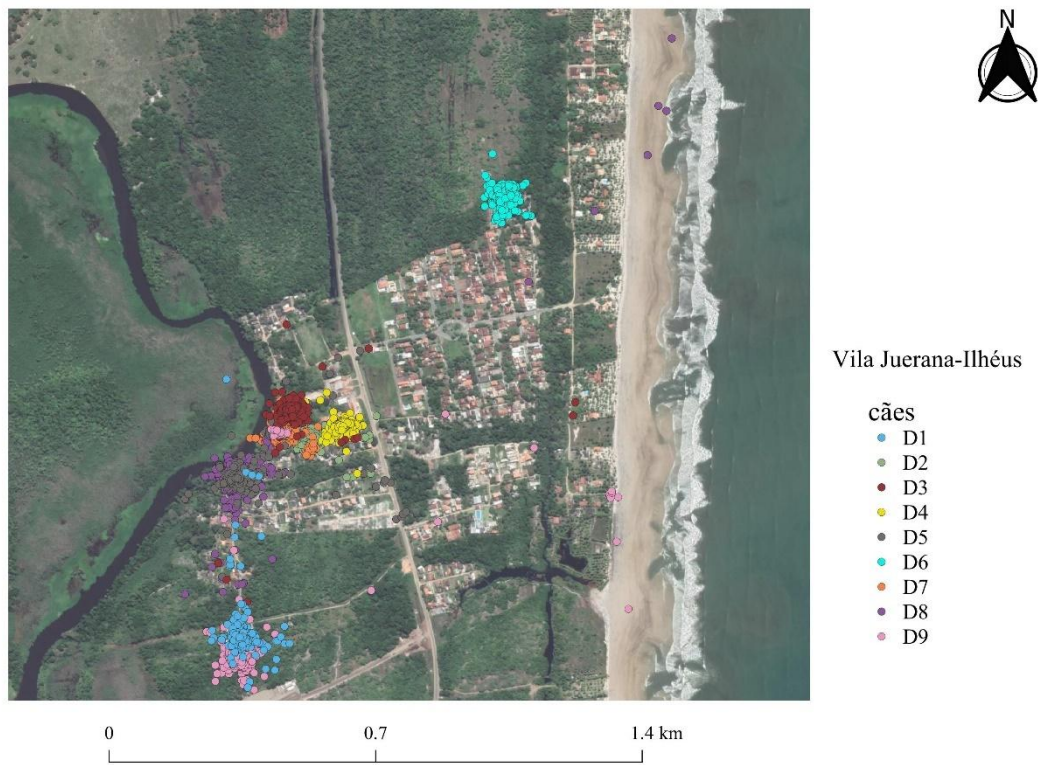 N
Vila Juerana-Ilhéus
cães
D1
D2
D3
D4
D5
D6
D7
D8
D9
0 0.7 1.4 km